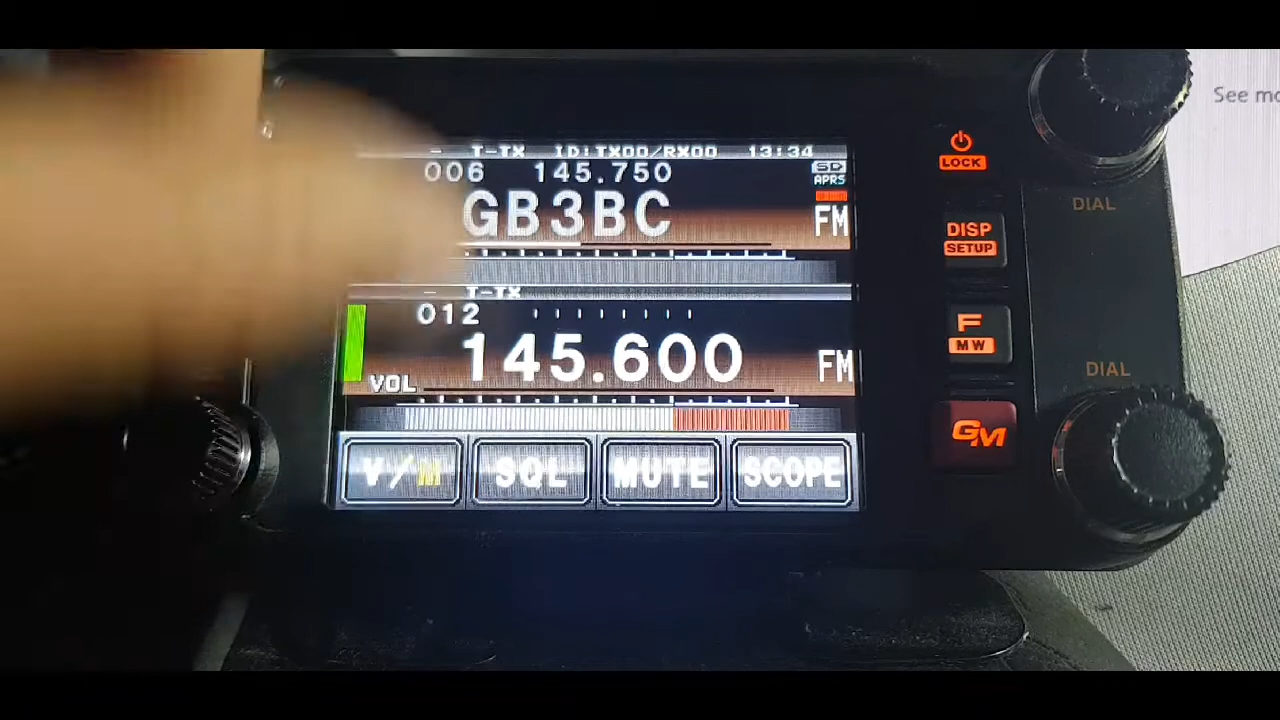 See mo
- T-TX ID:TX00/RX00 13:34
006 145.750 SD
APRS
GB3BC FM
LOCK
DIAL
DISP
SETUP
- T-TX
012
145.600 FM
VOL
F
MW
DIAL
GM
V/M SQL MUTE SCOPE